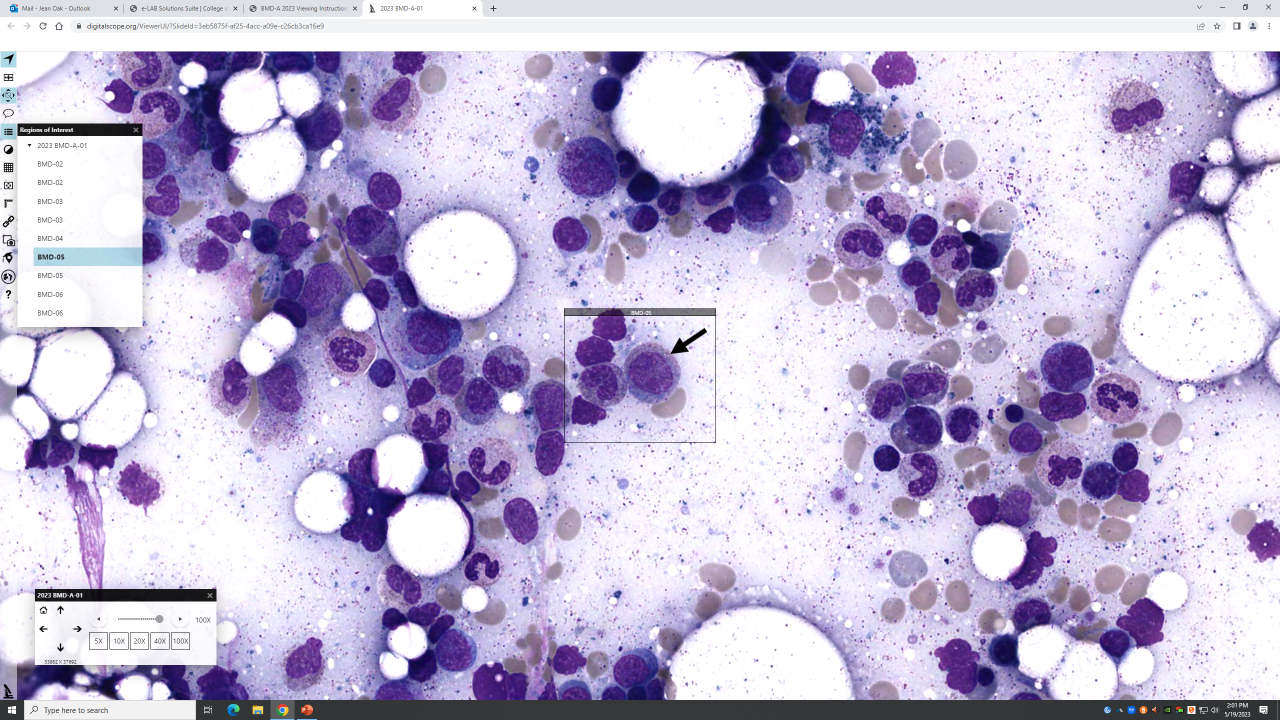 Mail - Jean Oak - Outlook
e-LAB Solutions Suite | College o
BMD-A 2023 Viewing Instruction
2023 BMD-A-01
digitalscope.org/ViewerUI/?SlideId=3eb5875f-af25-4acc-a09e-c26cb3ca16e9
Regions of Interest
2023 BMD-A-01
BMD-02
BMD-02
BMD-03
BMD-03
BMD-04
BMD-05
BMD-05
BMD-06
BMD-06
BMD-05
2023 BMD-A-01
100X
5X 10X 20X 40X 100X
Type here to search
2:01 PM
5/19/2023